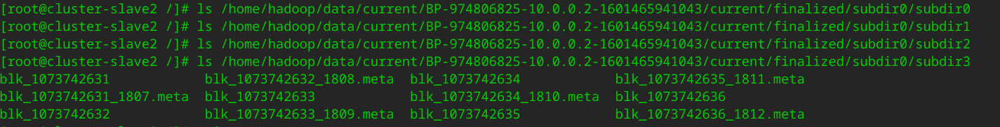 [root@cluster-slave2 /]# ls /home/hadoop/data/current/BP-974806825-10.0.0.2-1601465941043/current/finalized/subdir0/subdir0
[root@cluster-slave2 /]# ls /home/hadoop/data/current/BP-974806825-10.0.0.2-1601465941043/current/finalized/subdir0/subdir1
[root@cluster-slave2 /]# ls /home/hadoop/data/current/BP-974806825-10.0.0.2-1601465941043/current/finalized/subdir0/subdir2
[root@cluster-slave2 /]# ls /home/hadoop/data/current/BP-974806825-10.0.0.2-1601465941043/current/finalized/subdir0/subdir3
blk_1073742631 blk_1073742632_1808.meta blk_1073742634 blk_1073742635_1811.meta
blk_1073742631_1807.meta blk_1073742633 blk_1073742634_1810.meta blk_1073742636
blk_1073742632 blk_1073742633_1809.meta blk_1073742635 blk_1073742636_1812.meta